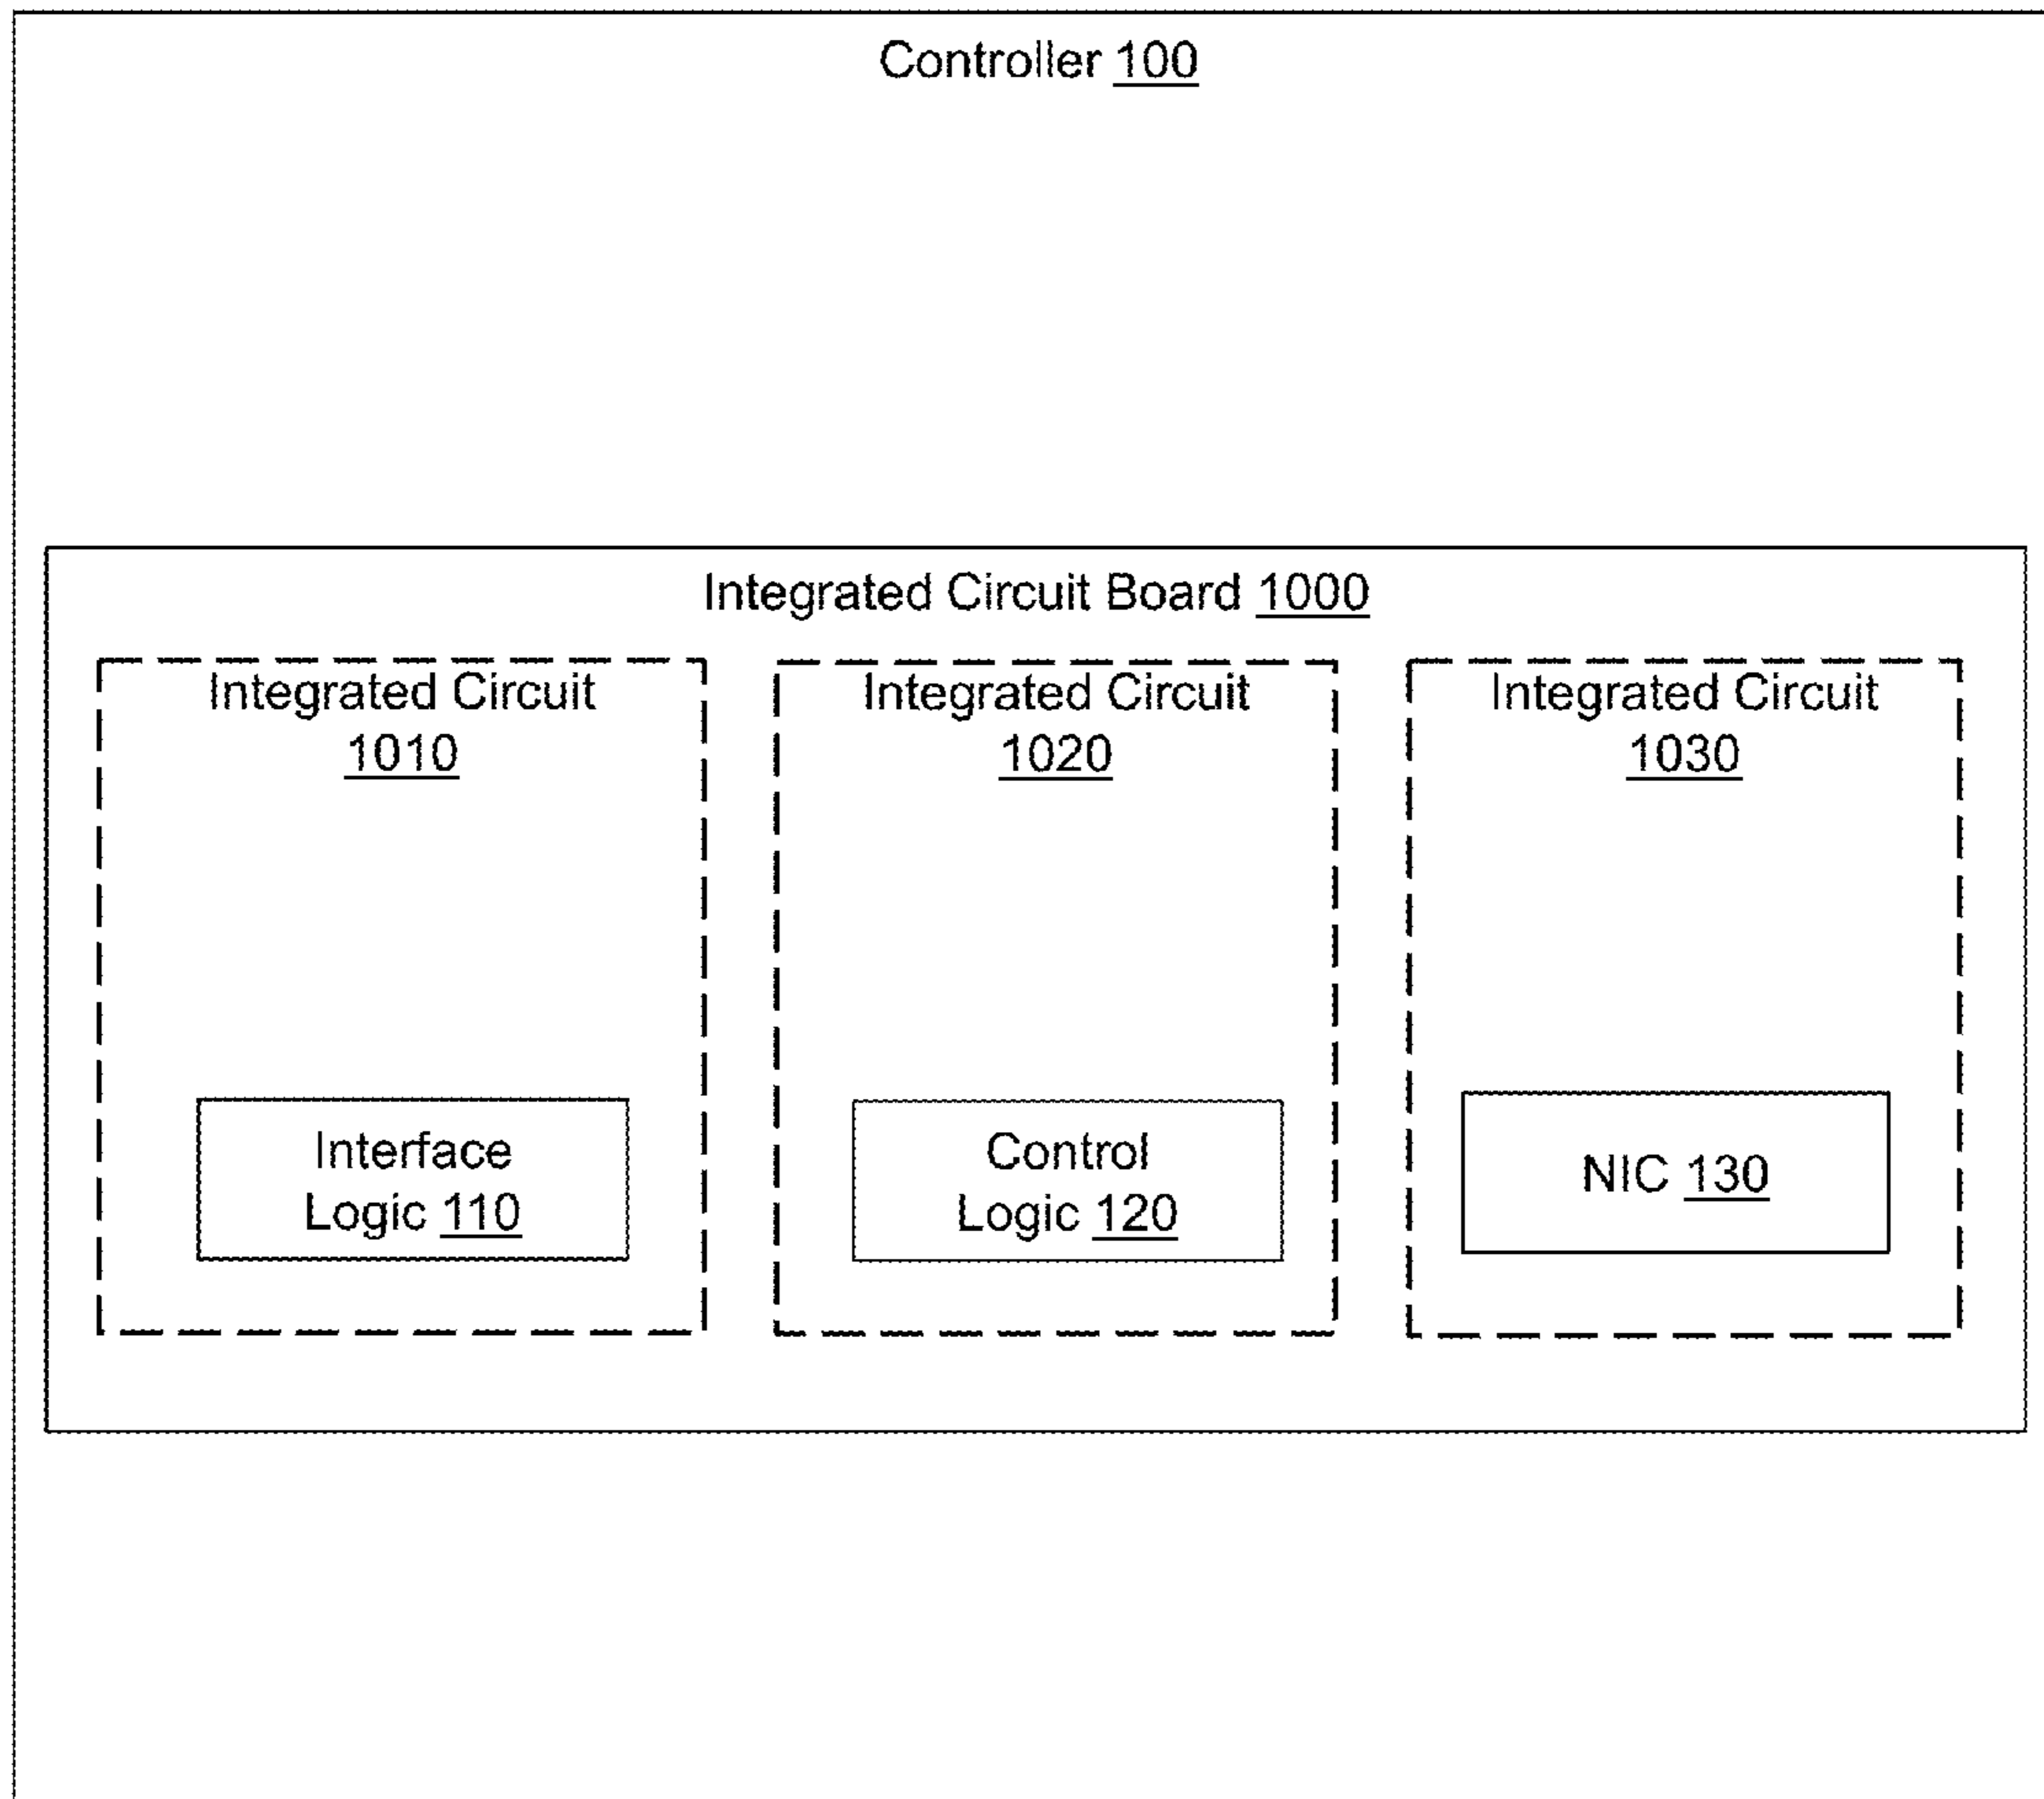 Controller 100
Integrated Circuit Board 1000
Integrated Circuit
1010
Integrated Circuit
1020
Integrated Circuit
1030
Interface
Logic 110
Control
Logic 120
NIC 130